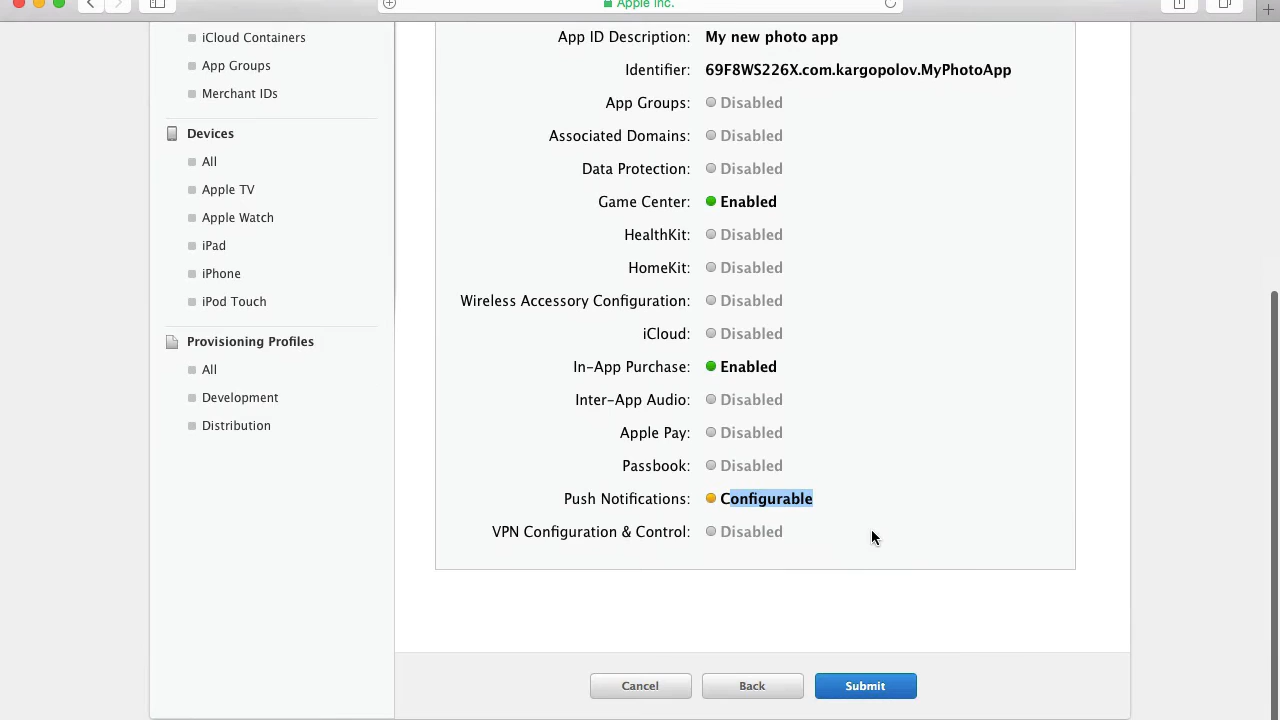 Apple Inc.
iCloud Containers
App Groups
Merchant IDs
Devices
All
Apple TV
Apple Watch
iPad
iPhone
iPod Touch
Provisioning Profiles
All
Development
Distribution
App ID Description: My new photo app
Identifier: 69F8WS226X.com.kargopolov.MyPhotoApp
App Groups: Disabled
Associated Domains: Disabled
Data Protection: Disabled
Game Center: Enabled
HealthKit: Disabled
HomeKit: Disabled
Wireless Accessory Configuration: Disabled
iCloud: Disabled
In-App Purchase: Enabled
Inter-App Audio: Disabled
Apple Pay: Disabled
Passbook: Disabled
Push Notifications: Configurable
VPN Configuration & Control: Disabled
Cancel Back Submit